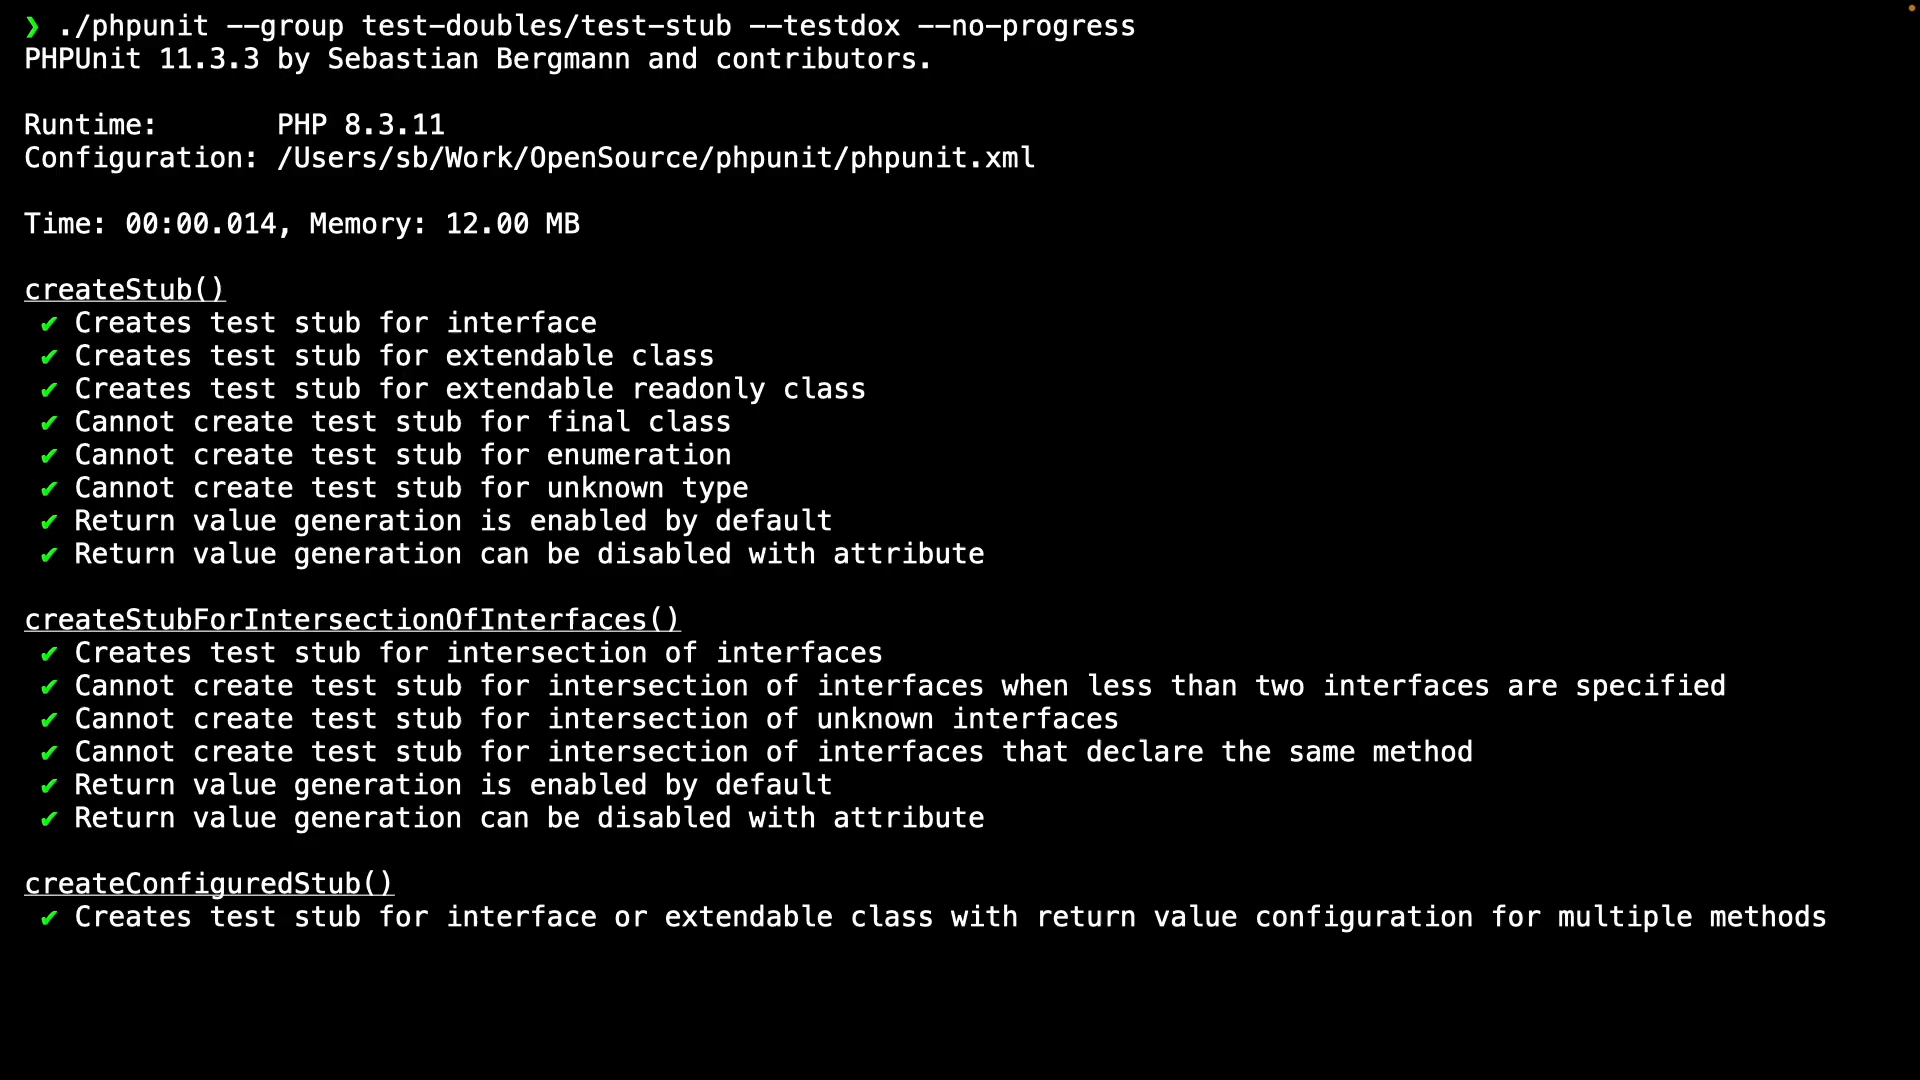 ❯ ./phpunit --group test-doubles/test-stub --testdox --no-progress
PHPUnit 11.3.3 by Sebastian Bergmann and contributors.
Runtime:       PHP 8.3.11
Configuration: /Users/sb/Work/OpenSource/phpunit/phpunit.xml
Time: 00:00.014, Memory: 12.00 MB
createStub()
✔ Creates test stub for interface
✔ Creates test stub for extendable class
✔ Creates test stub for extendable readonly class
✔ Cannot create test stub for final class
✔ Cannot create test stub for enumeration
✔ Cannot create test stub for unknown type
✔ Return value generation is enabled by default
✔ Return value generation can be disabled with attribute
createStubForIntersectionOfInterfaces()
✔ Creates test stub for intersection of interfaces
✔ Cannot create test stub for intersection of interfaces when less than two interfaces are specified
✔ Cannot create test stub for intersection of unknown interfaces
✔ Cannot create test stub for intersection of interfaces that declare the same method
✔ Return value generation is enabled by default
✔ Return value generation can be disabled with attribute
createConfiguredStub()
✔ Creates test stub for interface or extendable class with return value configuration for multiple methods